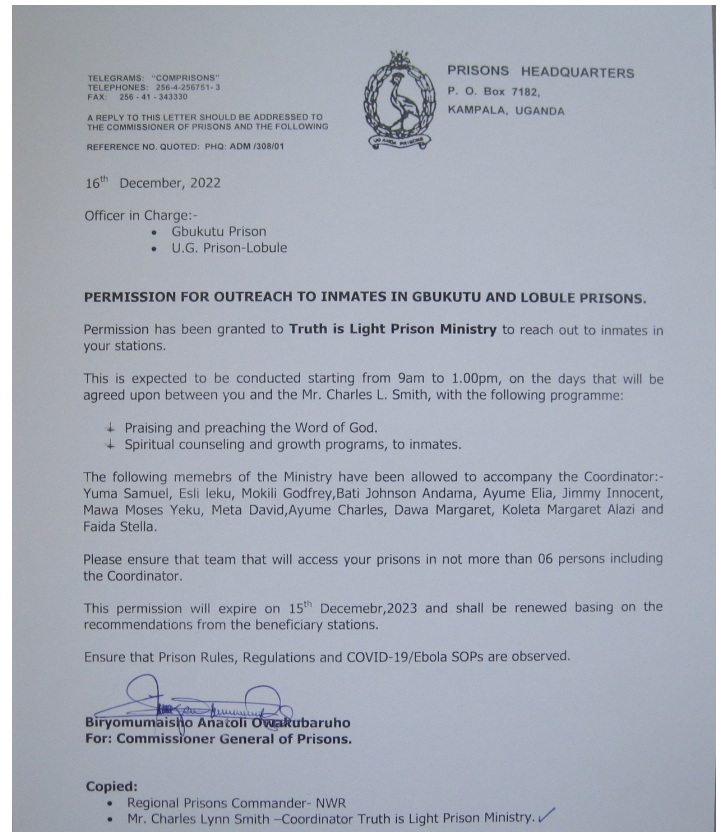 TELEGRAMS: "COMPRISONS"
TELEPHONES: 256-4-256751- 3
FAX: 256 - 41 - 343330
A REPLY TO THIS LETTER SHOULD BE ADDRESSED TO
THE COMMISSIONER OF PRISONS AND THE FOLLOWING
REFERENCE NO. QUOTED: PHQ: ADM /308/01
UGANDA PRISONS
PRISONS HEADQUARTERS
P. O. Box 7182,
KAMPALA, UGANDA
16th December, 2022
Officer in Charge:-
• Gbukutu Prison
• U.G. Prison-Lobule
PERMISSION FOR OUTREACH TO INMATES IN GBUKUTU AND LOBULE PRISONS.
Permission has been granted to Truth is Light Prison Ministry to reach out to inmates in
your stations.
This is expected to be conducted starting from 9am to 1.00pm, on the days that will be
agreed upon between you and the Mr. Charles L. Smith, with the following programme:
Praising and preaching the Word of God.
Spiritual counseling and growth programs, to inmates.
The following memebrs of the Ministry have been allowed to accompany the Coordinator:-
Yuma Samuel, Esli leku, Mokili Godfrey,Bati Johnson Andama, Ayume Elia, Jimmy Innocent,
Mawa Moses Yeku, Meta David,Ayume Charles, Dawa Margaret, Koleta Margaret Alazi and
Faida Stella.
Please ensure that team that will access your prisons in not more than 06 persons including
the Coordinator.
This permission will expire on 15th Decemebr,2023 and shall be renewed basing on the
recommendations from the beneficiary stations.
Ensure that Prison Rules, Regulations and COVID-19/Ebola SOPs are observed.
Biryomumaisho Anatoli Owakubaruho
For: Commissioner General of Prisons.
Copied:
• Regional Prisons Commander- NWR
• Mr. Charles Lynn Smith –Coordinator Truth is Light Prison Ministry.